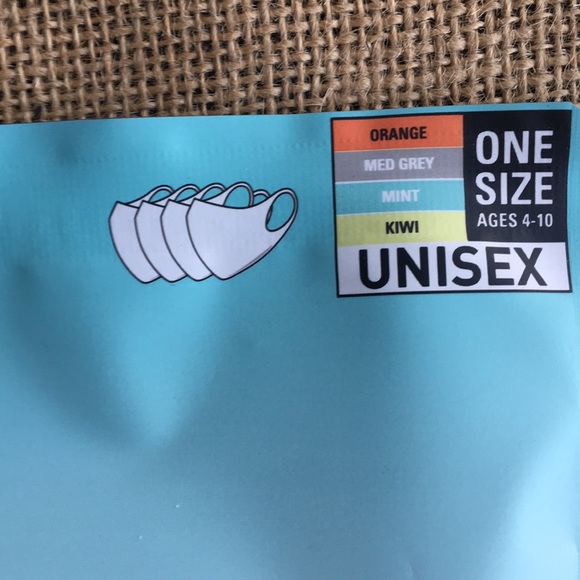 ORANGE
MED GREY
MINT
KIWI
ONE
SIZE
AGES 4-10
UNISEX